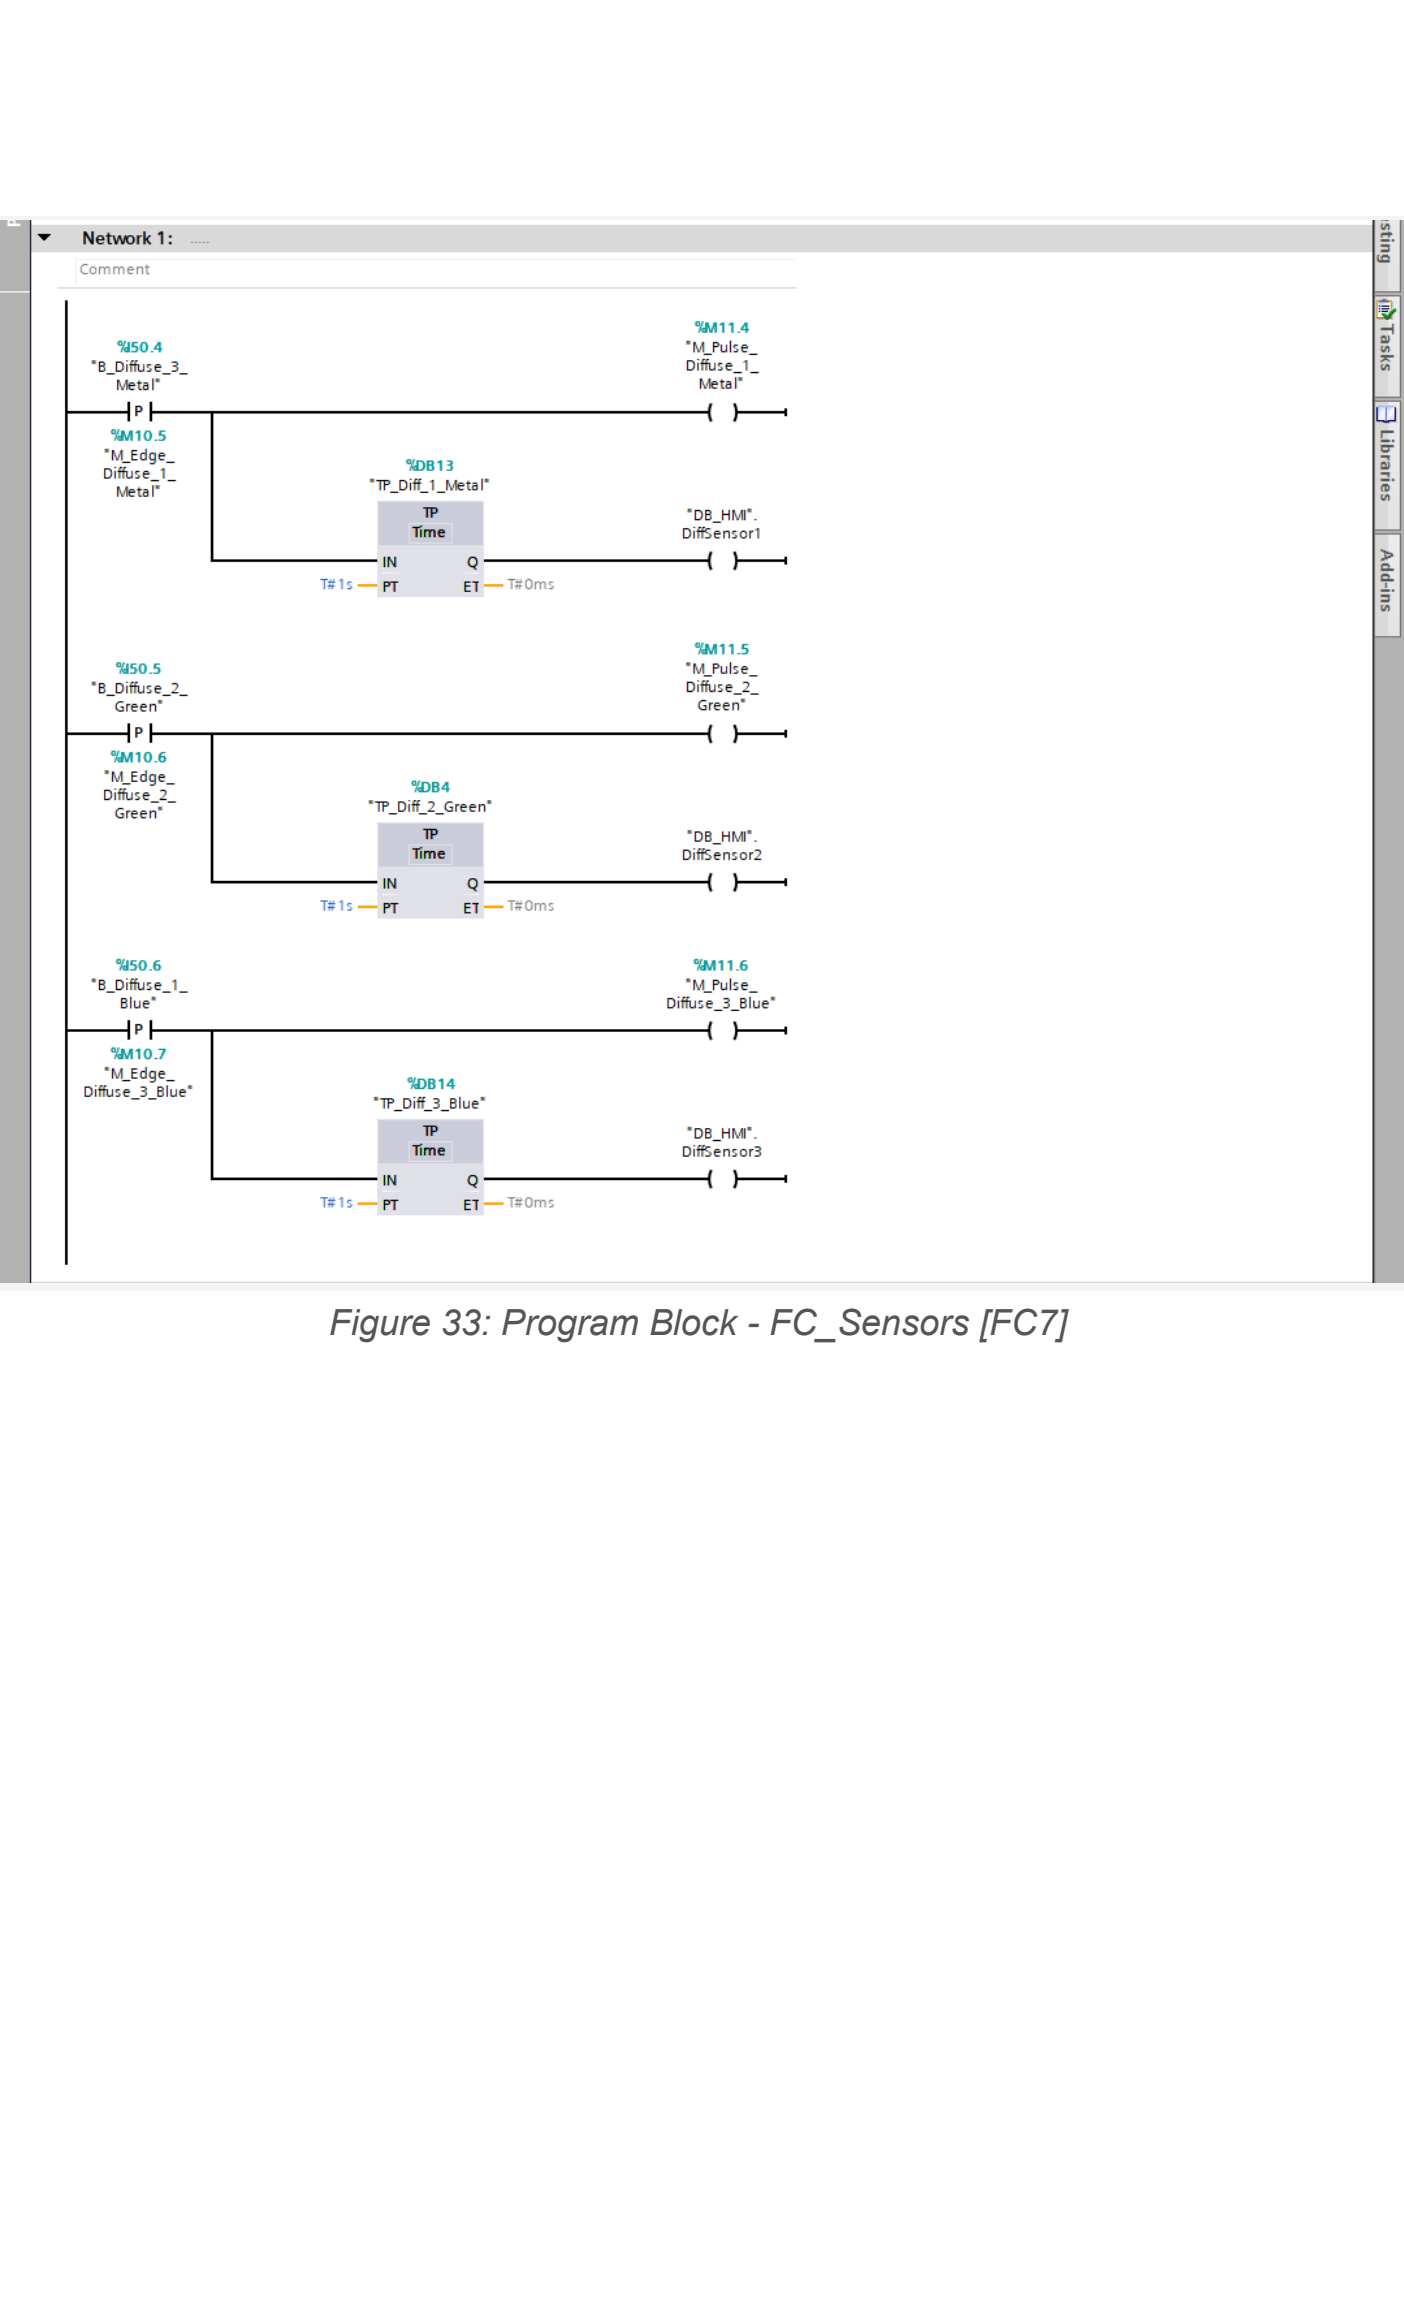 Network 1: .....
Comment
%I50.4
"B_Diffuse_3_
Metal"
P
%M10.5
"M_Edge_
Diffuse_1_
Metal"
%M11.4
"M_Pulse_
Diffuse_1_
Metal"
%DB13
"TP_Diff_1_Metal"
TP
Time
IN Q
T#1s PT ET T#0ms
"DB_HMI".
DiffSensor1
%I50.5
"B_Diffuse_2_
Green"
P
%M10.6
"M_Edge_
Diffuse_2_
Green"
%M11.5
"M_Pulse_
Diffuse_2_
Green"
%DB4
"TP_Diff_2_Green"
TP
Time
IN Q
T#1s PT ET T#0ms
"DB_HMI".
DiffSensor2
%I50.6
"B_Diffuse_1_
Blue"
P
%M10.7
"M_Edge_
Diffuse_3_Blue"
%M11.6
"M_Pulse_
Diffuse_3_Blue"
%DB14
"TP_Diff_3_Blue"
TP
Time
IN Q
T#1s PT ET T#0ms
"DB_HMI".
DiffSensor3
sting
Tasks
Libraries
Add-ins
Figure 33: Program Block - FC_Sensors [FC7]